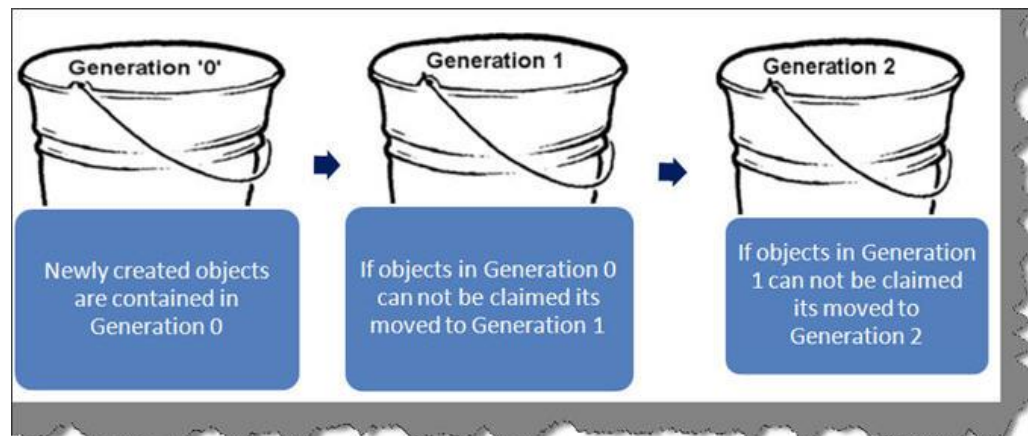 Generation '0'
Generation 1
Generation 2
Newly created objects
are contained in
Generation 0
If objects in Generation 0
can not be claimed its
moved to Generation 1
If objects in Generation
1 can not be claimed
its moved to
Generation 2